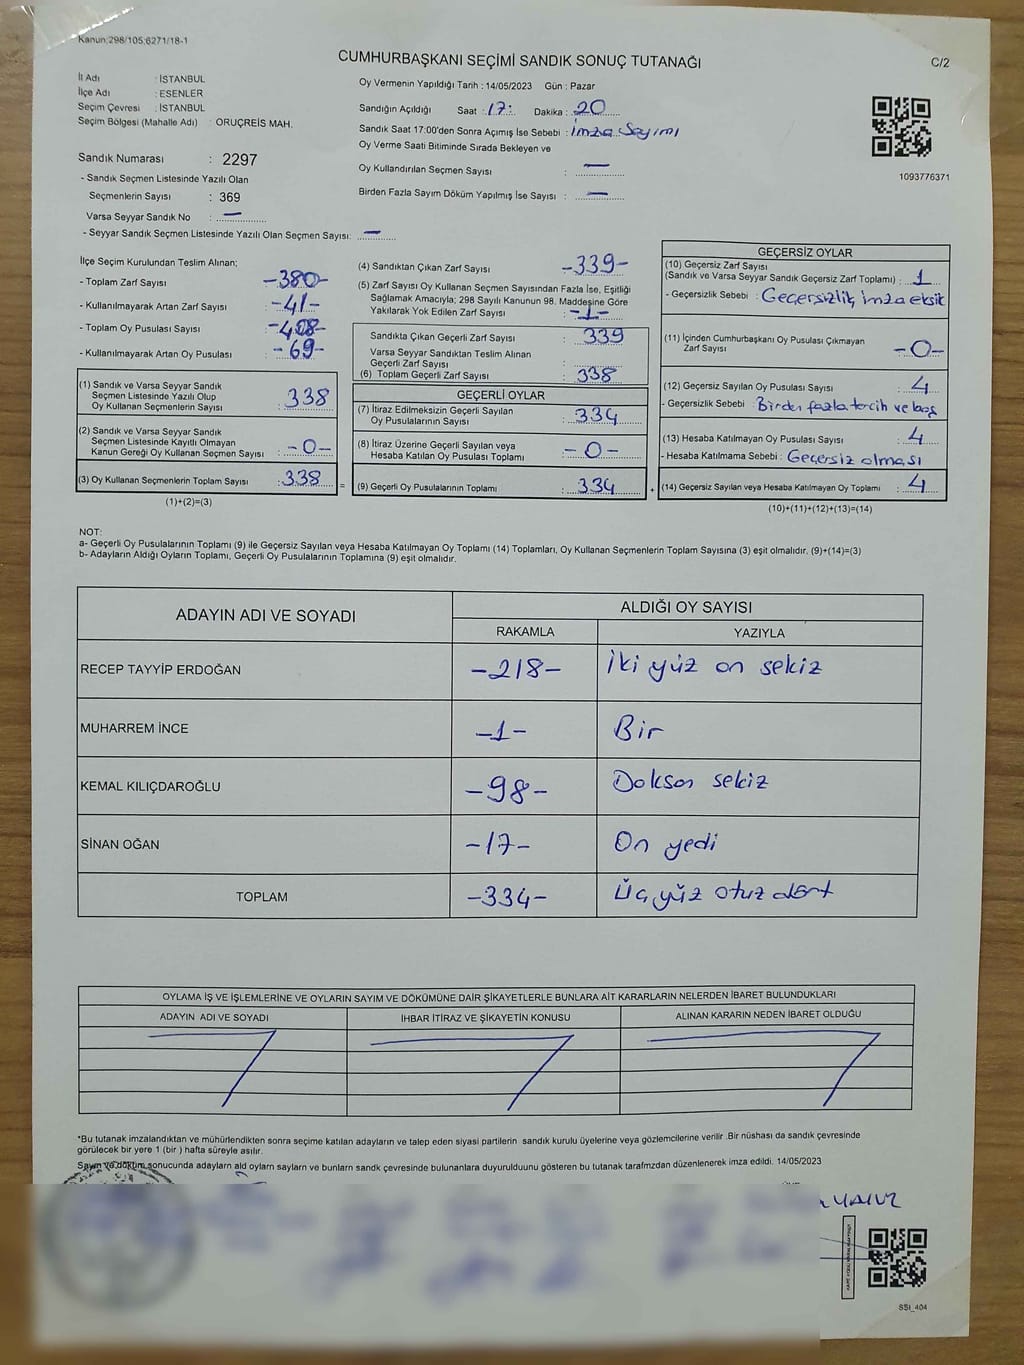 Kanun:298/105;6271/18-1
CUMHURBAŞKANI SEÇİMİ SANDIK SONUÇ TUTANAĞI
C/2
İl Adı : İSTANBUL
İlçe Adı : ESENLER
Seçim Çevresi : İSTANBUL
Seçim Bölgesi (Mahalle Adı) : ORUÇREİS MAH.
Oy Vermenin Yapıldığı Tarih : 14/05/2023 Gün : Pazar
Sandığın Açıldığı Saat : 17: Dakika : 20
Sandık Saat 17:00'den Sonra Açımış İse Sebebi : İmza Sayımı
Oy Verme Saati Bitiminde Sırada Bekleyen ve
Oy Kullandırılan Seçmen Sayısı : —
Birden Fazla Sayım Döküm Yapılmış İse Sayısı : —
1093776371
Sandık Numarası : 2297
- Sandık Seçmen Listesinde Yazılı Olan
Seçmenlerin Sayısı : 369
Varsa Seyyar Sandık No : —
- Seyyar Sandık Seçmen Listesinde Yazılı Olan Seçmen Sayısı: —
İlçe Seçim Kurulundan Teslim Alınan;
- Toplam Zarf Sayısı : -380-
- Kullanılmayarak Artan Zarf Sayısı : -41-
- Toplam Oy Pusulası Sayısı : -408-
- Kullanılmayarak Artan Oy Pusulası : -69-
(1) Sandık ve Varsa Seyyar Sandık
Seçmen Listesinde Yazılı Olup
Oy Kullanan Seçmenlerin Sayısı : 338
(2) Sandık ve Varsa Seyyar Sandık
Seçmen Listesinde Kayıtlı Olmayan
Kanun Gereği Oy Kullanan Seçmen Sayısı : -0-
(3) Oy Kullanan Seçmenlerin Toplam Sayısı : 338 =
(1)+(2)=(3)
(4) Sandıktan Çıkan Zarf Sayısı -339-
(5) Zarf Sayısı Oy Kullanan Seçmen Sayısından Fazla İse, Eşitliği
Sağlamak Amacıyla; 298 Sayılı Kanunun 98. Maddesine Göre
Yakılarak Yok Edilen Zarf Sayısı : -1-
Sandıkta Çıkan Geçerli Zarf Sayısı : 339
Varsa Seyyar Sandıktan Teslim Alınan
Geçerli Zarf Sayısı :
(6) Toplam Geçerli Zarf Sayısı : 338
GEÇERLİ OYLAR
(7) İtiraz Edilmeksizin Geçerli Sayılan
Oy Pusulalarının Sayısı : 334
(8) İtiraz Üzerine Geçerli Sayılan veya
Hesaba Katılan Oy Pusulası Toplamı : -0-
(9) Geçerli Oy Pusulalarının Toplamı : 334 +
GEÇERSİZ OYLAR
(10) Geçersiz Zarf Sayısı
(Sandık ve Varsa Seyyar Sandık Geçersiz Zarf Toplamı) : 1
- Geçersizlik Sebebi : Geçersizlik imza eksik
(11) İçinden Cumhurbaşkanı Oy Pusulası Çıkmayan
Zarf Sayısı -0-
(12) Geçersiz Sayılan Oy Pusulası Sayısı : 4
- Geçersizlik Sebebi : Birden fazla tercih ve boş
(13) Hesaba Katılmayan Oy Pusulası Sayısı : 4
- Hesaba Katılmama Sebebi : Geçersiz olması
(14) Geçersiz Sayılan veya Hesaba Katılmayan Oy Toplamı : 4
(10)+(11)+(12)+(13)=(14)
NOT:
a- Geçerli Oy Pusulalarının Toplamı (9) ile Geçersiz Sayılan veya Hesaba Katılmayan Oy Toplamı (14) Toplamları, Oy Kullanan Seçmenlerin Toplam Sayısına (3) eşit olmalıdır. (9)+(14)=(3)
b- Adayların Aldığı Oyların Toplamı, Geçerli Oy Pusulalarının Toplamına (9) eşit olmalıdır.
ADAYIN ADI VE SOYADI
ALDIĞI OY SAYISI
RAKAMLA YAZIYLA
RECEP TAYYİP ERDOĞAN -218- İki yüz on sekiz
MUHARREM İNCE -1- Bir
KEMAL KILIÇDAROĞLU -98- Doksan sekiz
SİNAN OĞAN -17- On yedi
TOPLAM -334- Üç yüz otuz dört
OYLAMA İŞ VE İŞLEMLERİNE VE OYLARIN SAYIM VE DÖKÜMÜNE DAİR ŞİKAYETLERLE BUNLARA AİT KARARLARIN NELERDEN İBARET BULUNDUKLARI
ADAYIN ADI VE SOYADI İHBAR İTİRAZ VE ŞİKAYETİN KONUSU ALINAN KARARIN NEDEN İBARET OLDUĞU
*Bu tutanak imzalandıktan ve mühürlendikten sonra seçime katılan adayların ve talep eden siyasi partilerin sandık kurulu üyelerine veya gözlemcilerine verilir .Bir nüshası da sandık çevresinde
görülecek bir yere 1 (bir ) hafta süreyle asılır.
Sayım ve döküm sonucunda adayların ald oyların saylarn ve bunların sandk çevresinde bulunanlara duyurulduunu gösteren bu tutanak tarafmzdan düzenlenerek imza edildi. 14/05/2023
SSİ_404